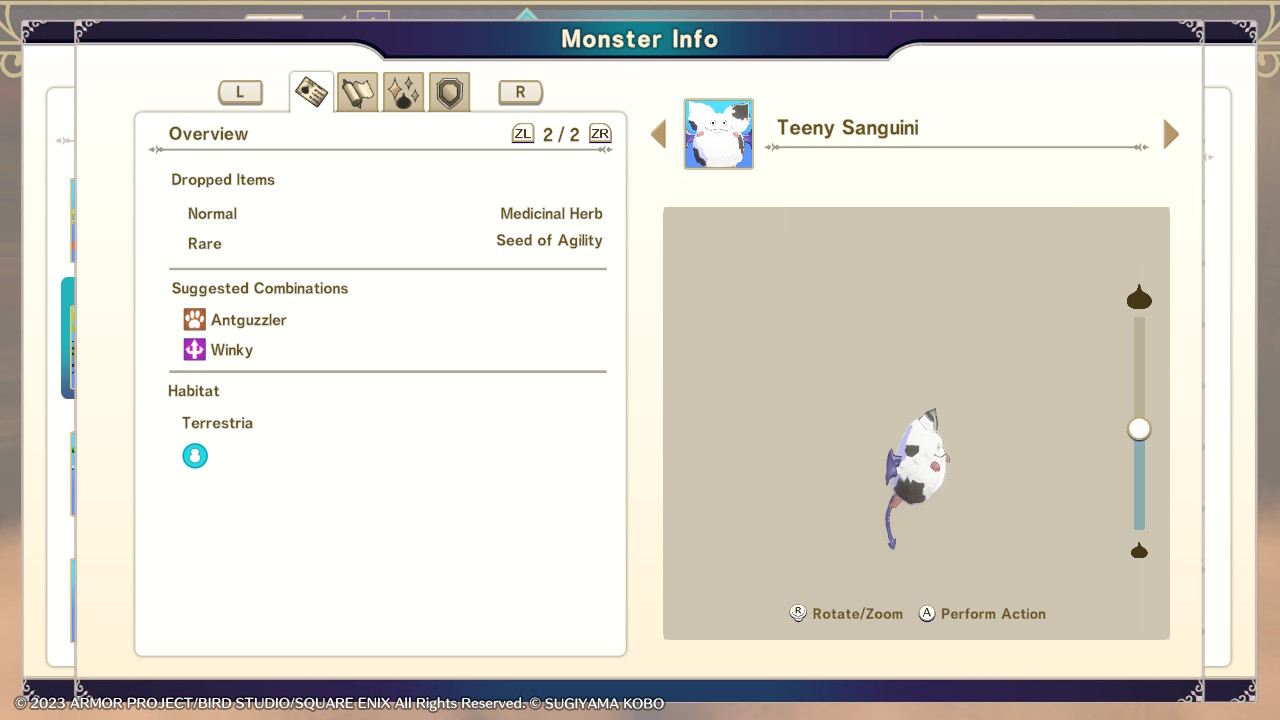 Monster Info
L
R
Overview
ZL 2 / 2 ZR
Teeny Sanguini
Dropped Items
Normal Medicinal Herb
Rare Seed of Agility
Suggested Combinations
Antguzzler
Winky
Habitat
Terrestria
R Rotate/Zoom A Perform Action
© 2023 ARMOR PROJECT/BIRD STUDIO/SQUARE ENIX All Rights Reserved. © SUGIYAMA KOBO